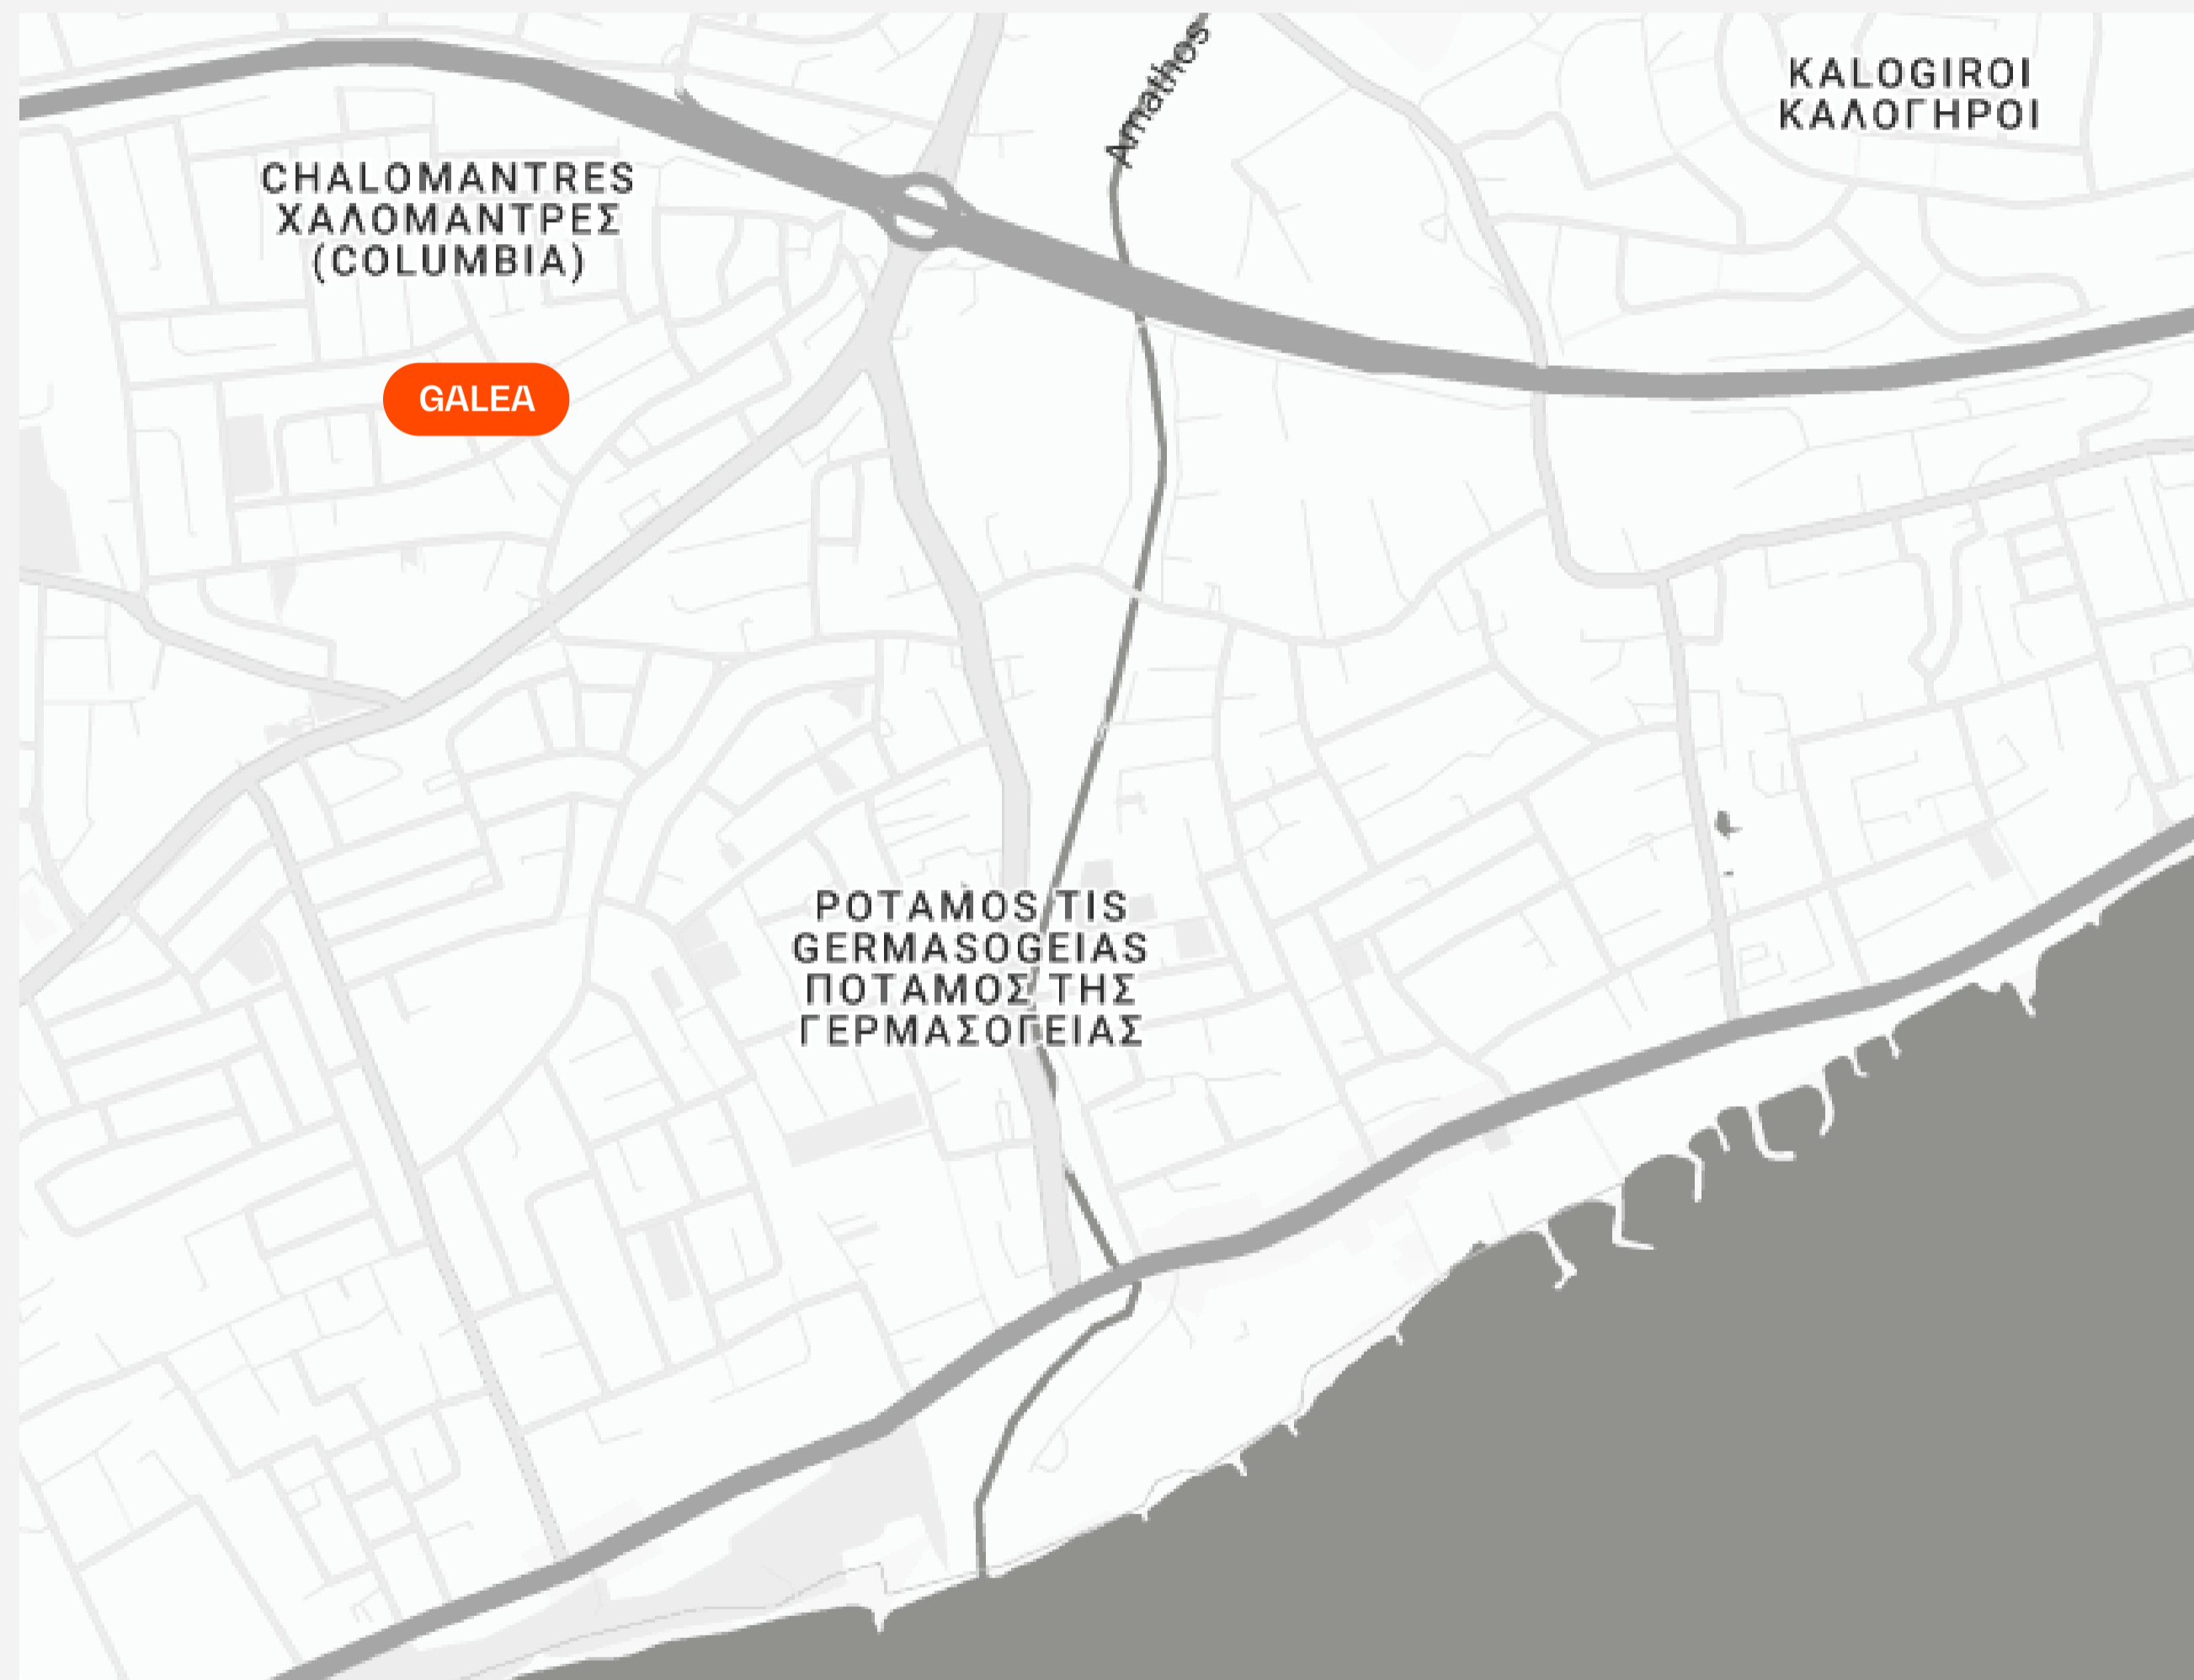 Amathos
KALOGIROI
ΚΑΛΟΓΗΡΟΙ
CHALOMANTRES
ΧΑΛΟΜΑΝΤΡΕΣ
(COLUMBIA)
GALEA
POTAMOS TIS
GERMASOGEIAS
ΠΟΤΑΜΟΣ ΤΗΣ
ΓΕΡΜΑΣΟΓΕΙΑΣ